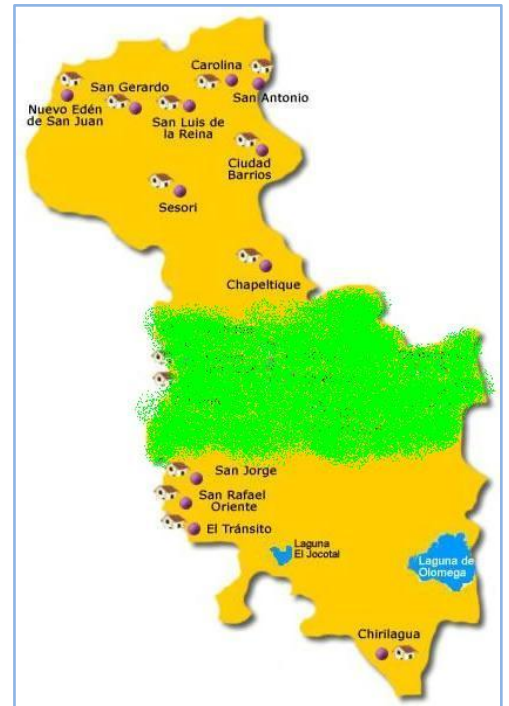 Carolina
San Gerardo
San Antonio
Nuevo Edén
de San Juan
San Luis de
la Reina
Ciudad
Barrios
Sesori
Chapeltique
San Jorge
San Rafael
Oriente
El Tránsito
Laguna
El Jocotal
Laguna de
Olomega
Chirilagua